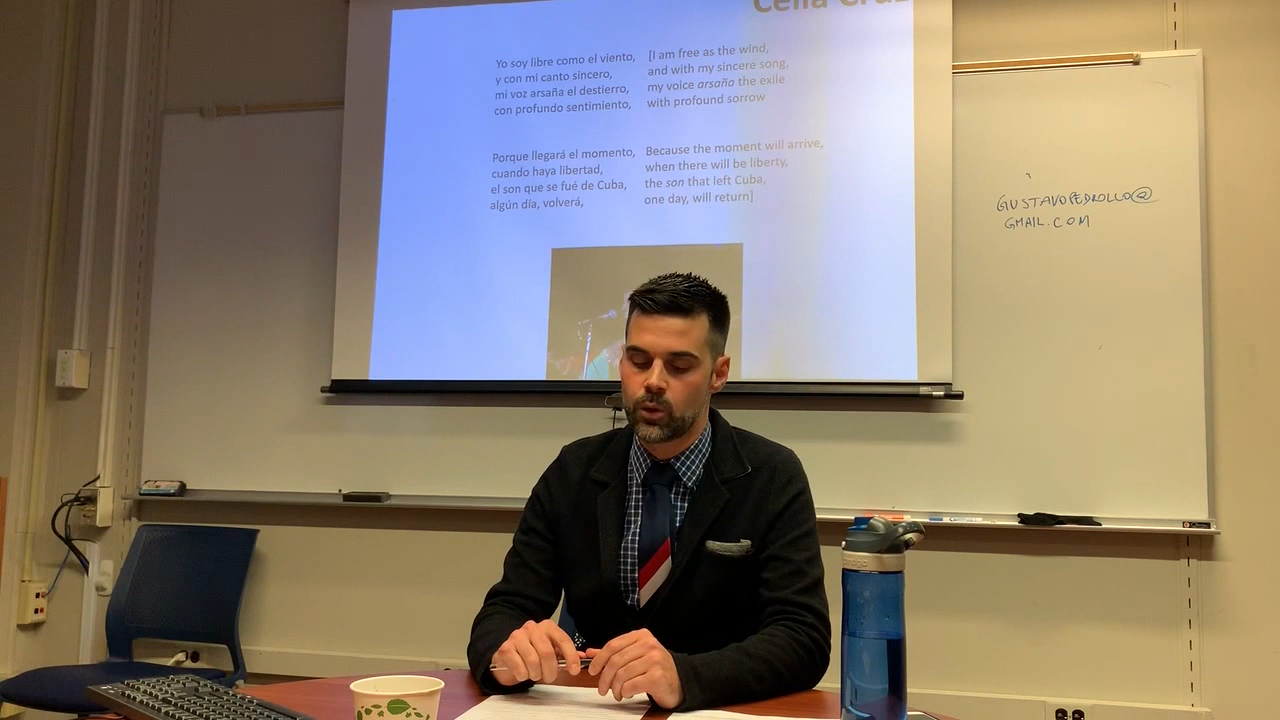 Celia Cruz
Yo soy libre como el viento,
y con mi canto sincero,
mi voz arsaña el destierro,
con profundo sentimiento,
Porque llegará el momento,
cuando haya libertad,
el son que se fué de Cuba,
algún día, volverá,
[I am free as the wind,
and with my sincere song,
my voice arsaña the exile
with profound sorrow
Because the moment will arrive,
when there will be liberty,
the son that left Cuba,
one day, will return]
GUSTAVOPEDROLLO@
GMAIL.COM